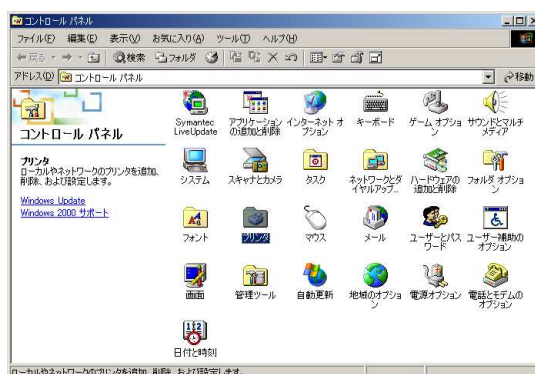 コントロール パネル
ファイル(F) 編集(E) 表示(V) お気に入り(A) ツール(T) ヘルプ(H)
戻る 検索 フォルダ
アドレス(D) コントロール パネル 移動
コントロール パネル
プリンタ
ローカルやネットワークのプリンタを追加、
削除、および設定します。
Windows Update
Windows 2000 サポート
Symantec
LiveUpdate
アプリケーション
の追加と削除
インターネット オ
プション
キーボード
ゲーム オプショ
ン
サウンドとマルチ
メディア
システム
スキャナとカメラ
タスク
ネットワークとダ
イヤルアップ...
ハードウェアの
追加と削除
フォルダ オプショ
ン
フォント
プリンタ
マウス
メール
ユーザーとパス
ワード
ユーザー補助の
オプション
画面
管理ツール
自動更新
地域のオプショ
ン
電源オプション
電話とモデムの
オプション
日付と時刻
ローカルやネットワークのプリンタを追加、削除、および設定します。